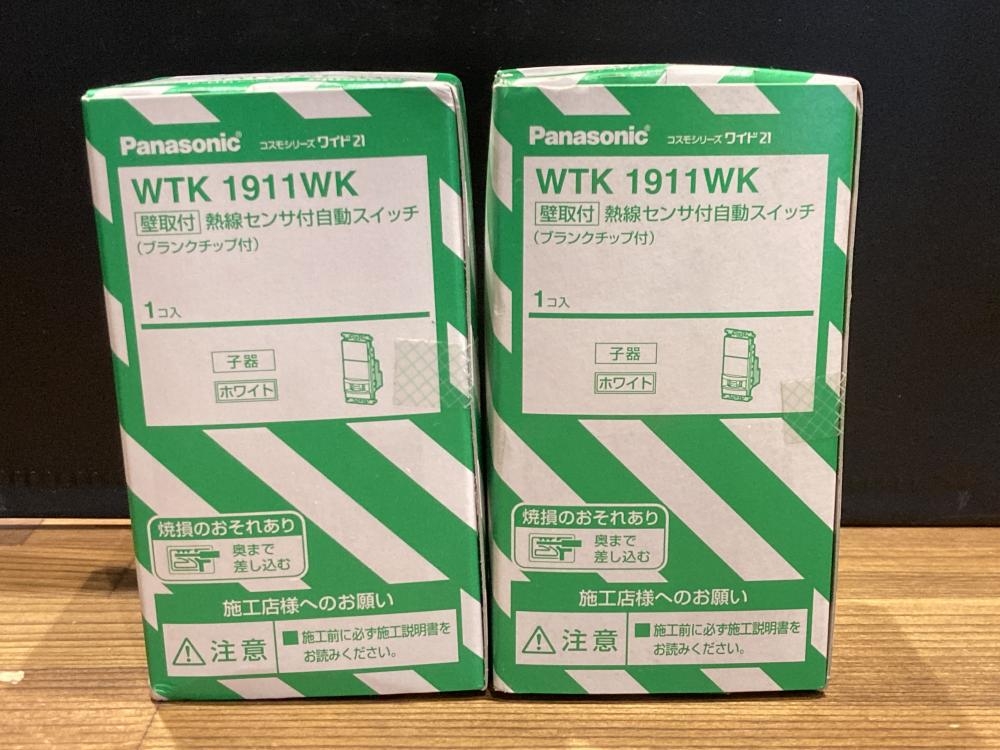 Panasonic® コスモシリーズ ワイド21
WTK 1911WK
壁取付 熱線センサ付自動スイッチ
(ブランクチップ付)
1コ入
子器
ホワイト
焼損のおそれあり
奥まで
差し込む
施工店様へのお願い
注意
■施工前に必ず施工説明書を
お読みください。
Panasonic® コスモシリーズ ワイド21
WTK 1911WK
壁取付 熱線センサ付自動スイッチ
(ブランクチップ付)
1コ入
子器
ホワイト
焼損のおそれあり
奥まで
差し込む
施工店様へのお願い
注意
■施工前に必ず施工説明書を
お読みください。